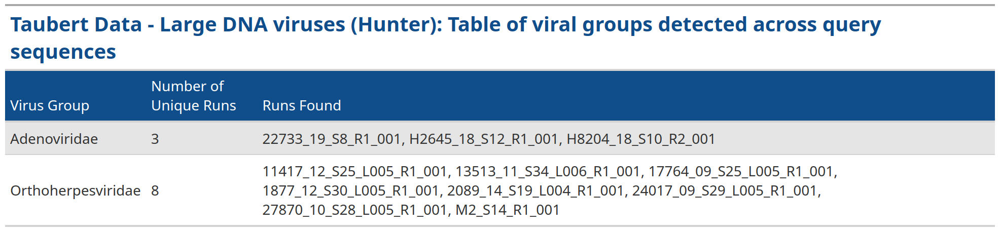 Taubert Data - Large DNA viruses (Hunter): Table of viral groups detected across query
sequences
Number of
Virus Group Unique Runs Runs Found
Adenoviridae 3 22733_19_S8_R1_001, H2645_18_S12_R1_001, H8204_18_S10_R2_001
11417_12_S25_L005_R1_001, 13513_11_S34_L006_R1_001, 17764_09_S25_L005_R1_001,
Orthoherpesviridae 8 1877_12_S30_L005_R1_001, 2089_14_S19_L004_R1_001, 24017_09_S29_L005_R1_001,
27870_10_S28_L005_R1_001, M2_S14_R1_001